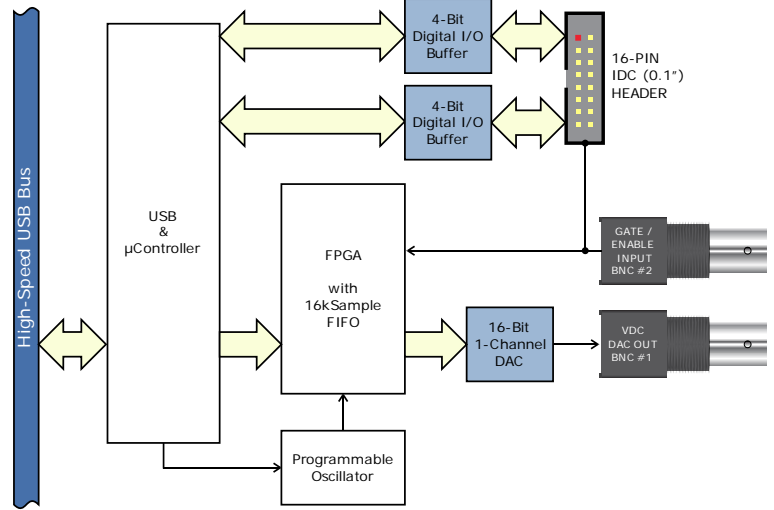 4-Bit
Digital I/O
Buffer
16-PIN
IDC (0.1")
HEADER
4-Bit
Digital I/O
Buffer
High-Speed USB Bus
USB
&
µController
FPGA
with
16kSample
FIFO
GATE /
ENABLE
INPUT
BNC #2
16-Bit
1-Channel
DAC
VDC
DAC OUT
BNC #1
Programmable
Oscillator